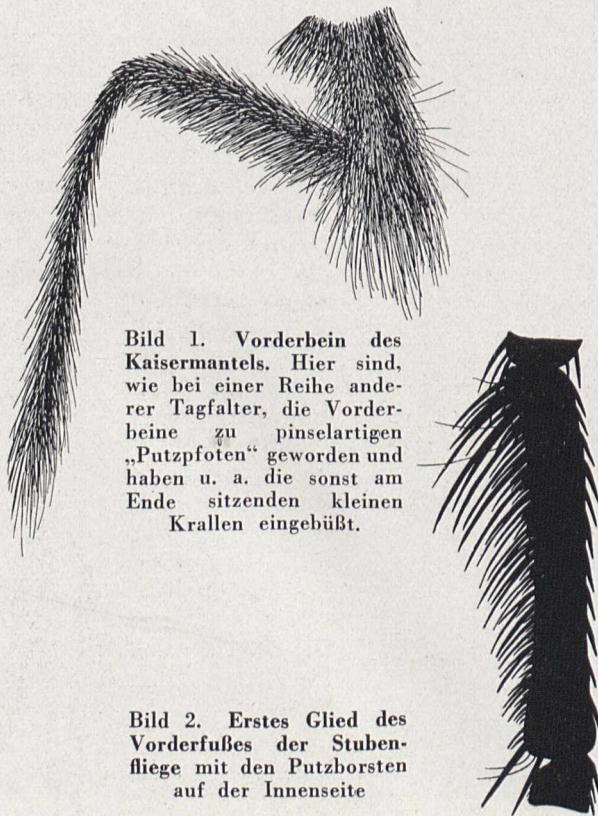 Bild 1. Vorderbein des
Kaisermantels. Hier sind,
wie bei einer Reihe ande-
rer Tagfalter, die Vorder-
beine zu pinselartigen
„Putzpfoten“ geworden und
haben u. a. die sonst am
Ende sitzenden kleinen
Krallen eingebüßt.
Bild 2. Erstes Glied des
Vorderfußes der Stuben-
fliege mit den Putzborsten
auf der Innenseite